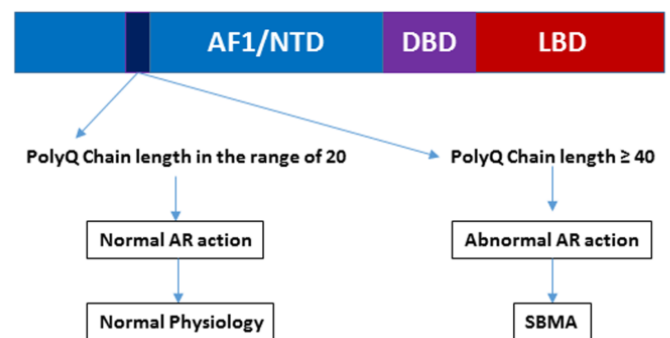 AF1/NTD DBD LBD
PolyQ Chain length in the range of 20 PolyQ Chain length ≥ 40
Normal AR action Abnormal AR action
Normal Physiology SBMA